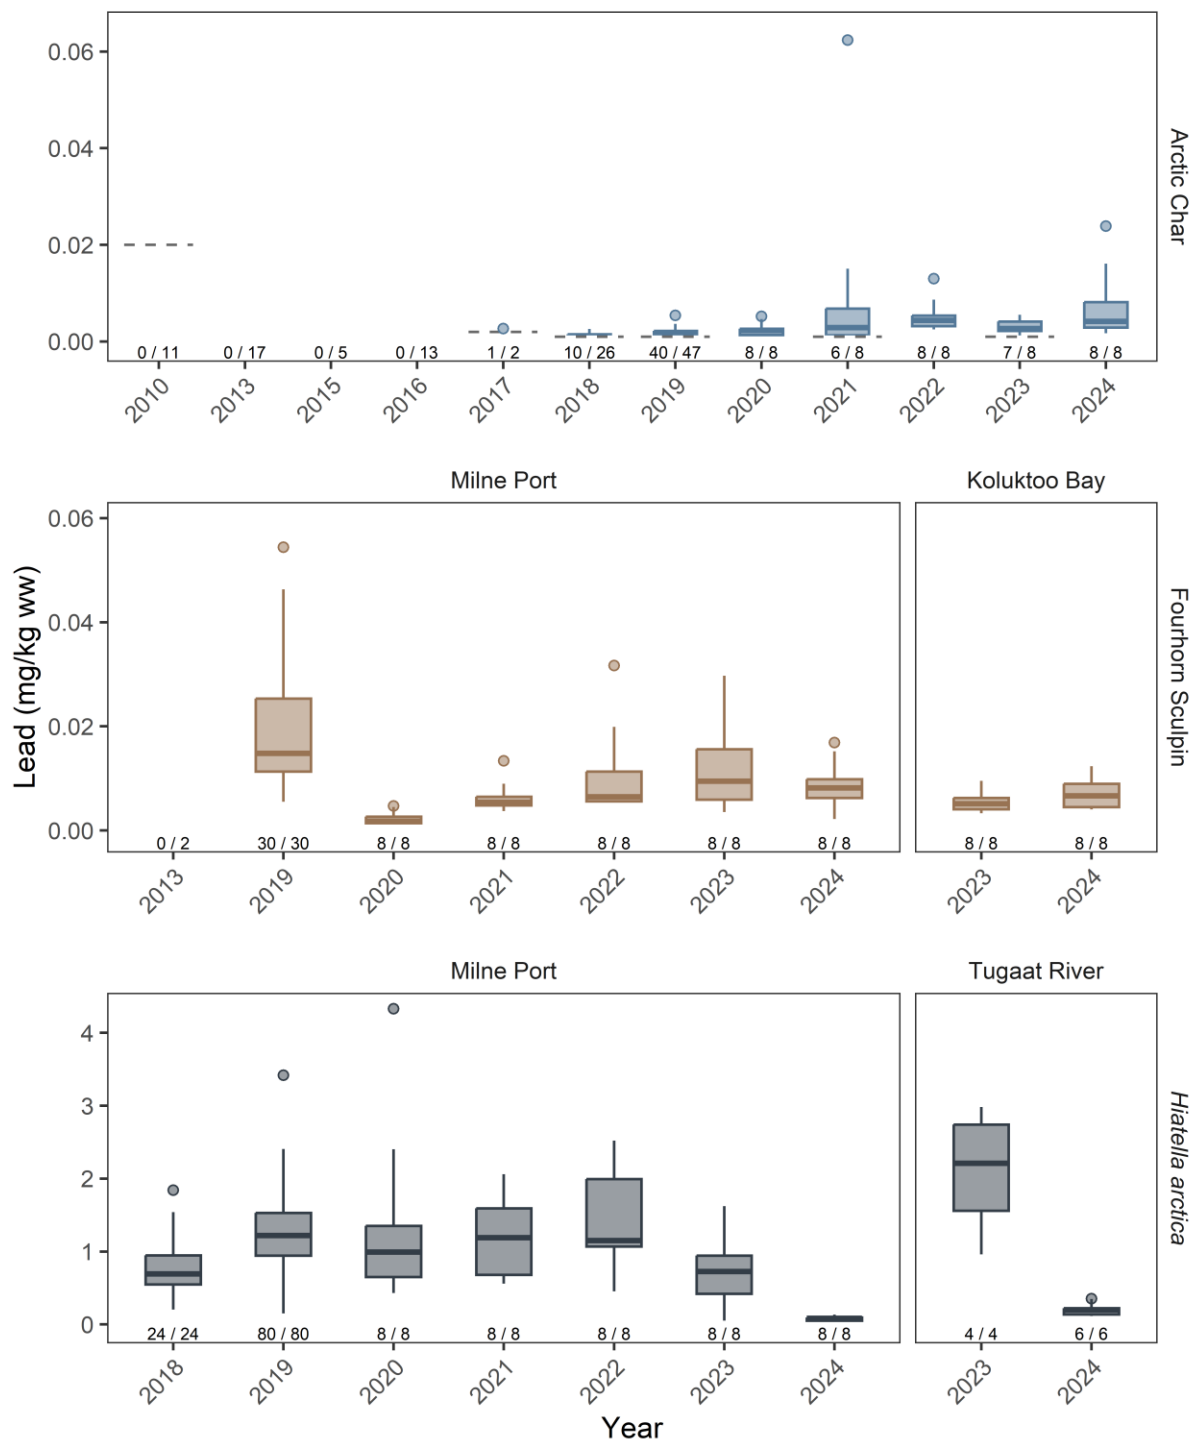 0.06
0.04
0.02
0.00
0 / 11 0 / 17 0 / 5 0 / 13 1 / 2 10 / 26 40 / 47 8 / 8 6 / 8 8 / 8 7 / 8 8 / 8
2010 2013 2015 2016 2017 2018 2019 2020 2021 2022 2023 2024
Arctic Char
Milne Port Koluktoo Bay
0.06
0.04
0.02
0.00
0 / 2 30 / 30 8 / 8 8 / 8 8 / 8 8 / 8 8 / 8 8 / 8 8 / 8
2013 2019 2020 2021 2022 2023 2024 2023 2024
Fourhorn Sculpin
Lead (mg/kg ww)
Milne Port Tugaat River
4
3
2
1
0
24 / 24 80 / 80 8 / 8 8 / 8 8 / 8 8 / 8 8 / 8 4 / 4 6 / 6
2018 2019 2020 2021 2022 2023 2024 2023 2024
Hiatella arctica
Year